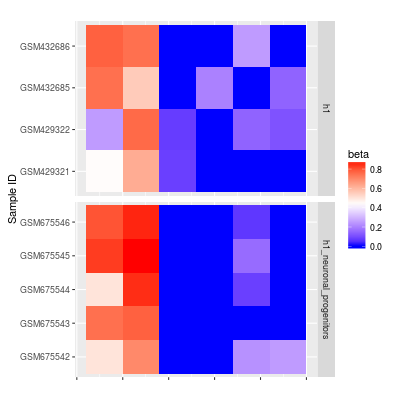 GSM432686
GSM432685
GSM429322
GSM429321
h1
GSM675546
GSM675545
GSM675544
GSM675543
GSM675542
h1_neuronal_progenitors
Sample ID
beta
0.8
0.6
0.4
0.2
0.0